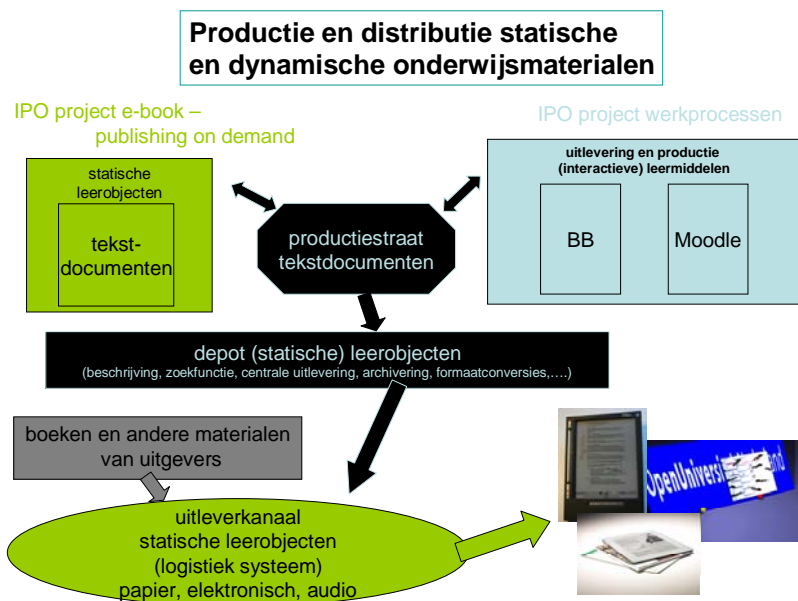 Productie en distributie statische
en dynamische onderwijsmaterialen
IPO project e-book –
publishing on demand
IPO project werkprocessen
statische
leerobjecten
tekst-
documenten
productiestraat
tekstdocumenten
uitlevering en productie
(interactieve) leermiddelen
BB
Moodle
depot (statische) leerobjecten
(beschrijving, zoekfunctie, centrale uitlevering, archivering, formaatconversies,….)
boeken en andere materialen
van uitgevers
uitleverkanaal
statische leerobjecten
(logistiek systeem)
papier, elektronisch, audio
OpenUniversi nd